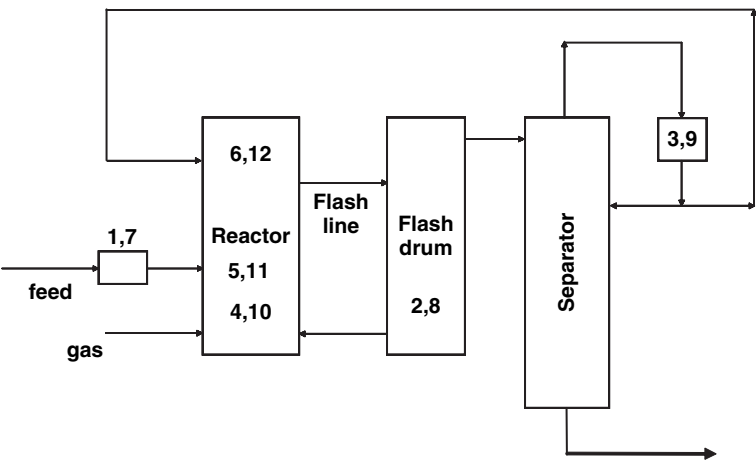 3,9
6,12
Flash
line
Reactor
Flash
drum
1,7
5,11
feed
4,10
2,8
Separator
gas